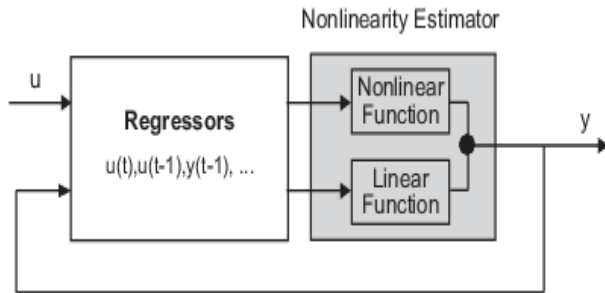 Nonlinearity Estimator
u
Regressors
u(t),u(t-1),y(t-1), ...
Nonlinear
Function
Linear
Function
y